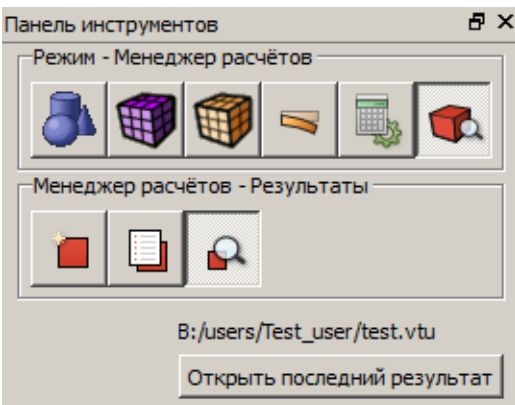 Панель инструментов
Режим - Менеджер расчётов
Менеджер расчётов - Результаты
B:/users/Test_user/test.vtu
Открыть последний результат